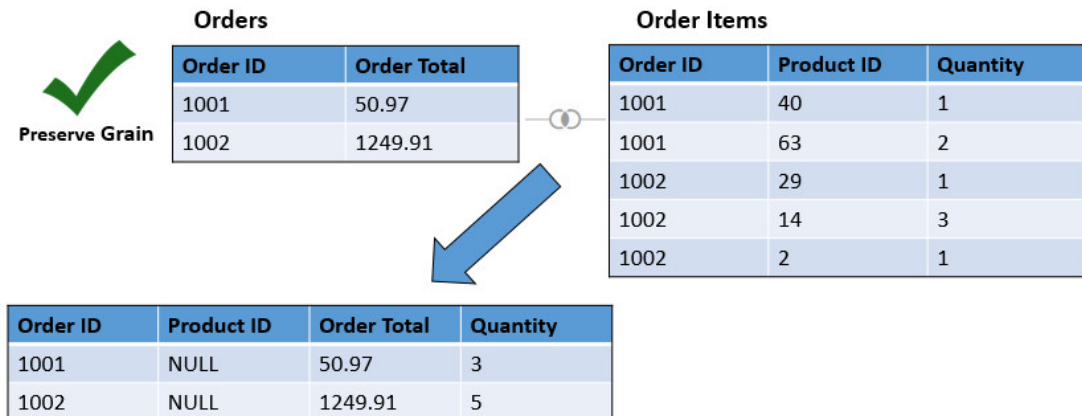 Orders
Order ID Order Total
1001 50.97
1002 1249.91
Preserve Grain
Order Items
Order ID Product ID Quantity
1001 40 1
1001 63 2
1002 29 1
1002 14 3
1002 2 1
Order ID Product ID Order Total Quantity
1001 NULL 50.97 3
1002 NULL 1249.91 5